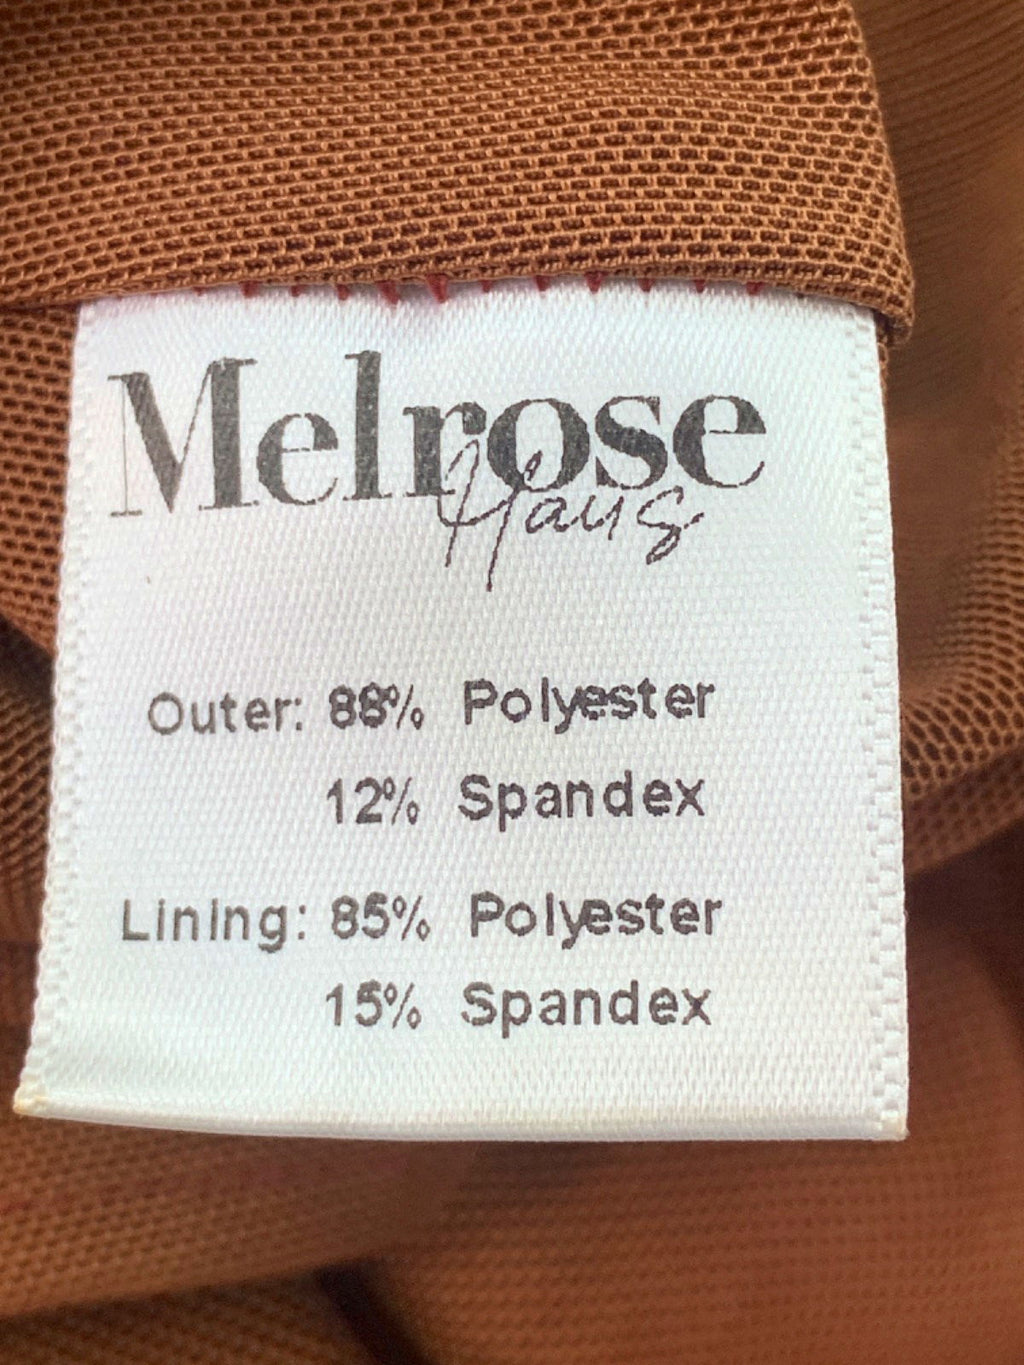 Melrose
Haus
Outer: 88% Polyester
12% Spandex
Lining: 85% Polyester
15% Spandex